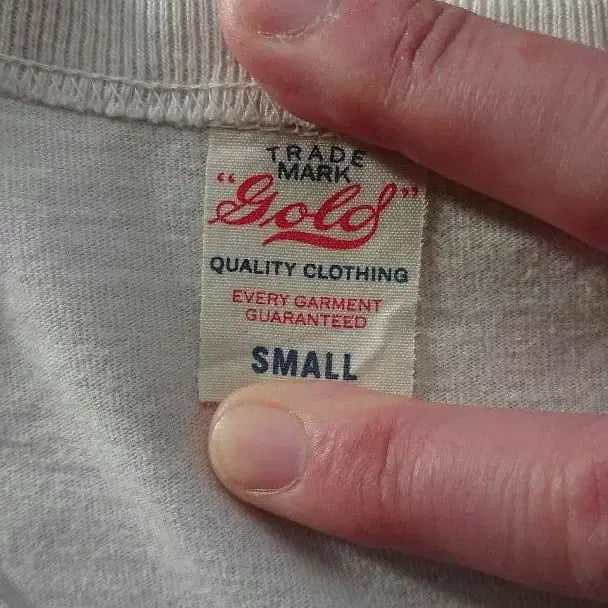 TRADE
MARK
"Gold"
QUALITY CLOTHING
EVERY GARMENT
GUARANTEED
SMALL